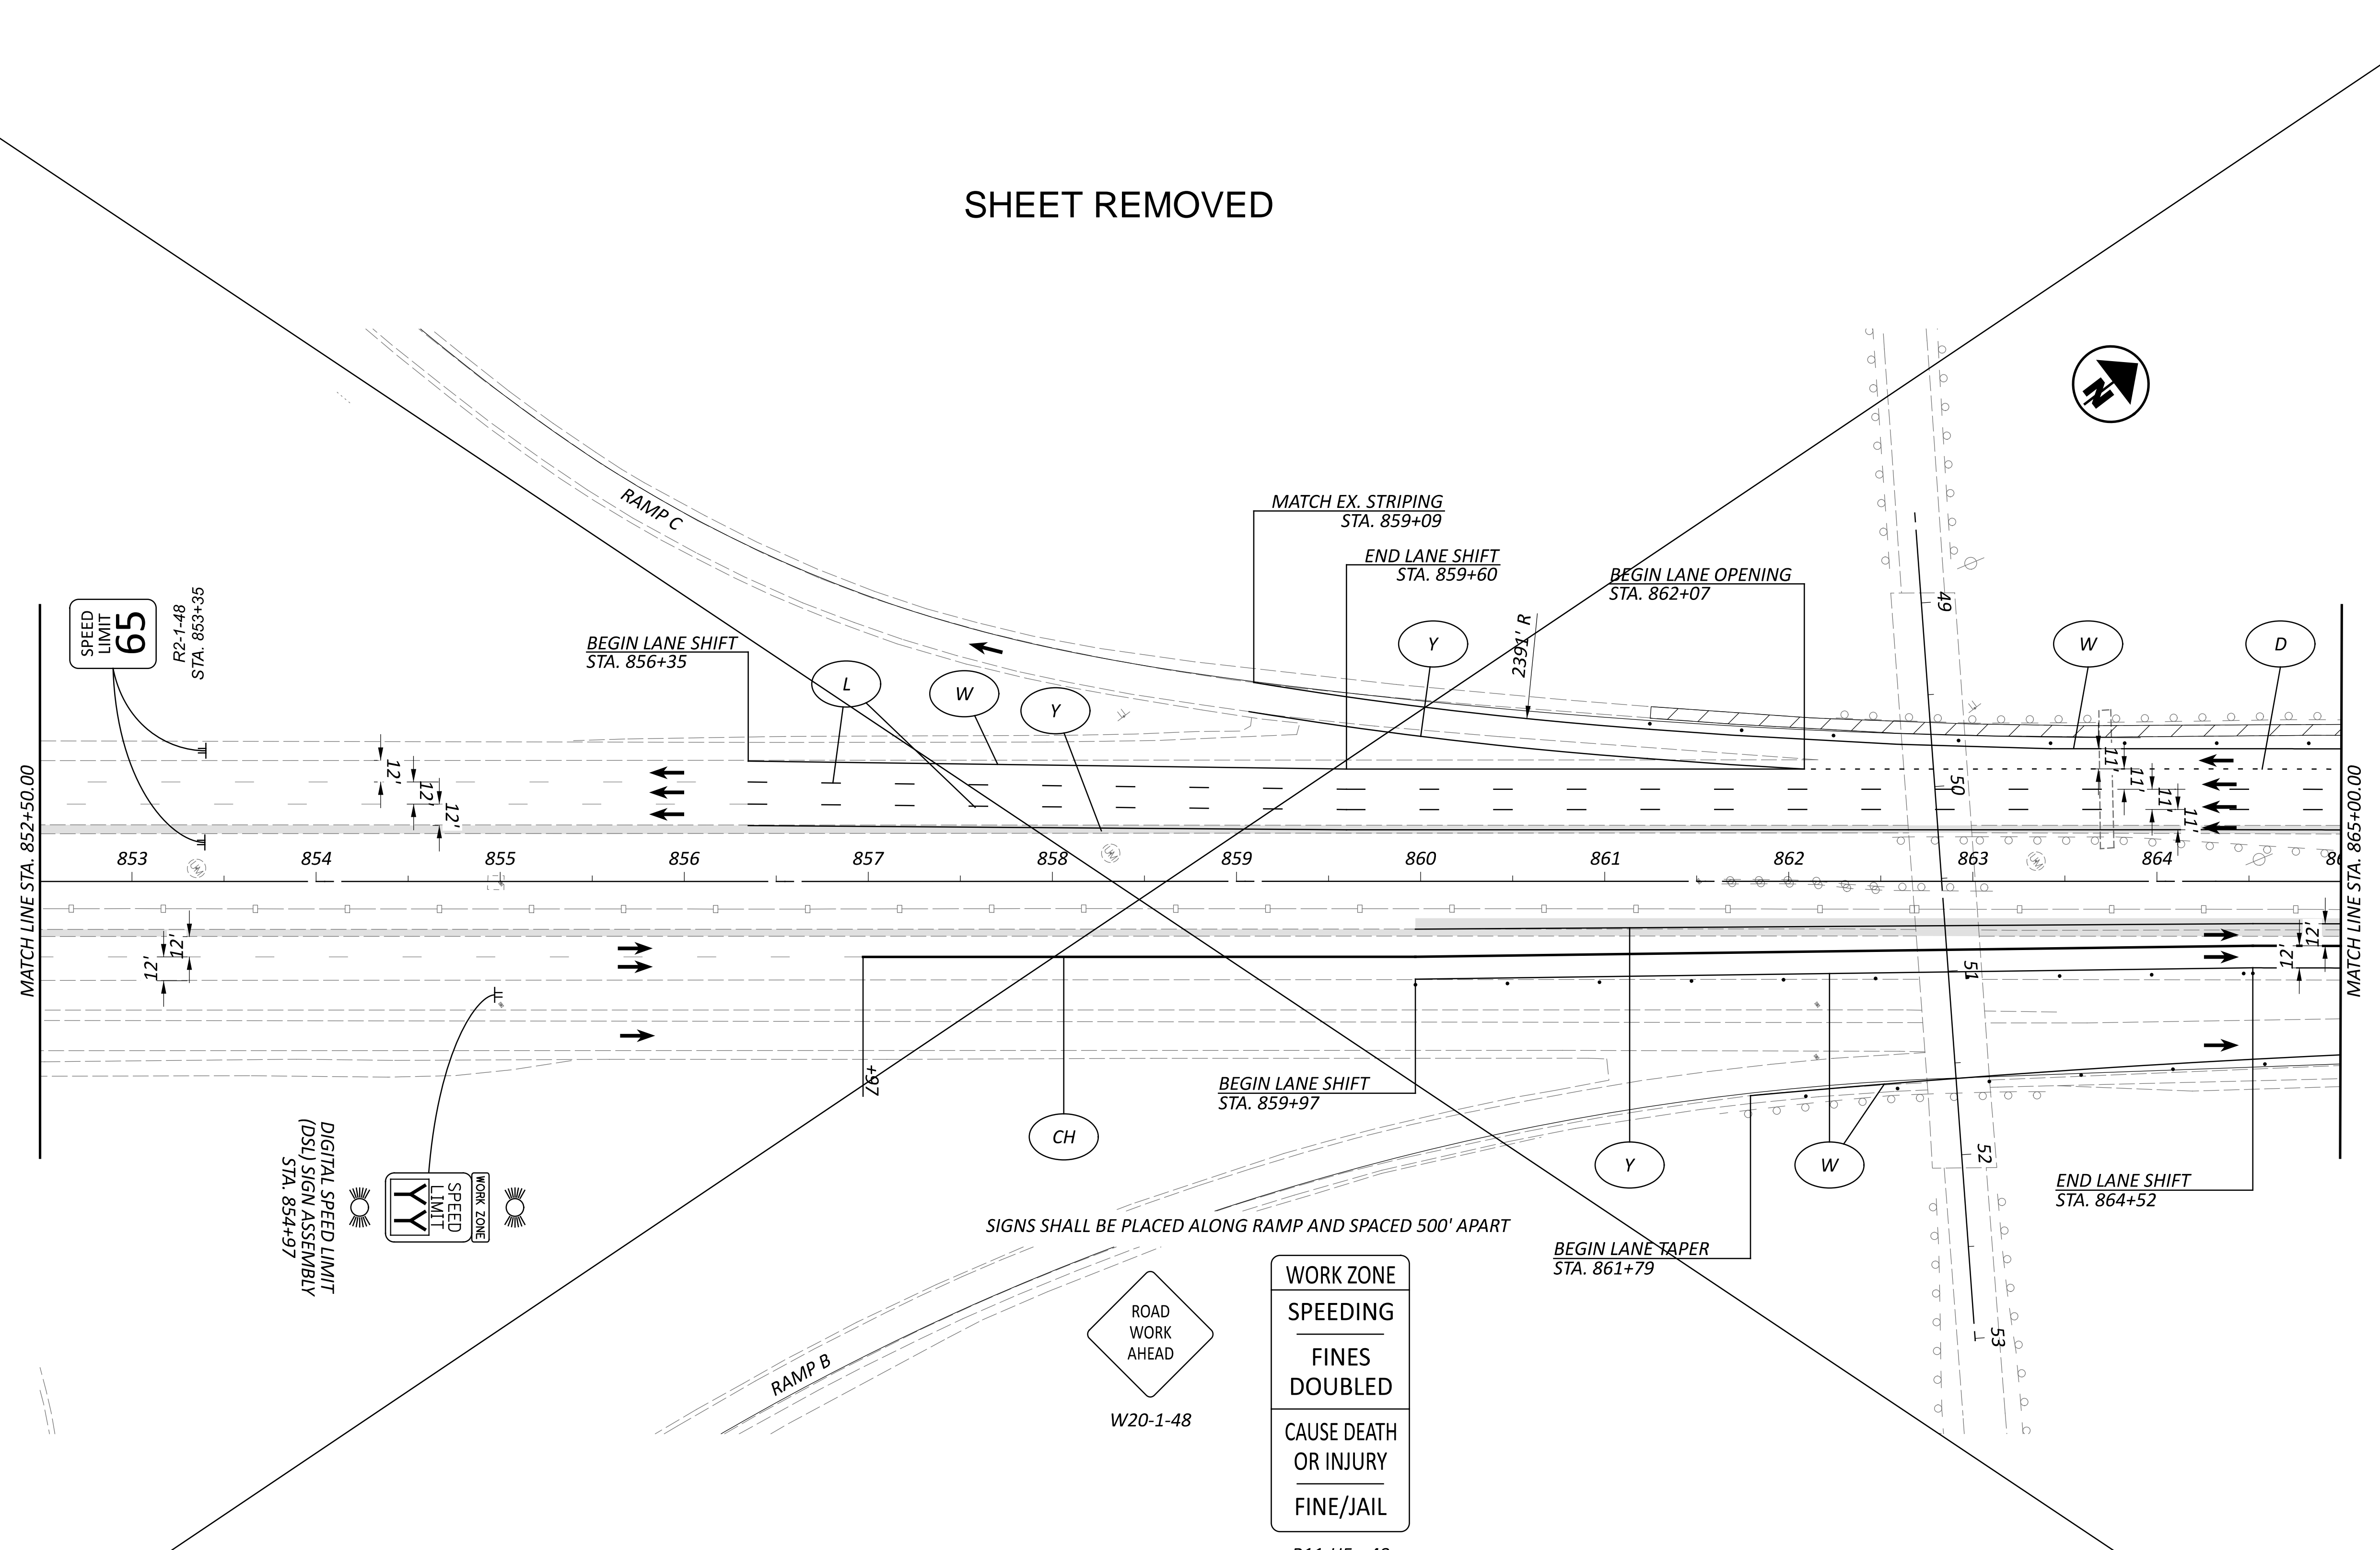 SHEET REMOVED
N
RAMP C
MATCH EX. STRIPING
STA. 859+09
END LANE SHIFT
STA. 859+60
BEGIN LANE OPENING
STA. 862+07
2391' R
49
SPEED
LIMIT
65
R2-1-48
STA. 853+35
BEGIN LANE SHIFT
STA. 856+35
L
W
Y
Y
W
D
MATCH LINE STA. 852+50.00
12'
12'
12'
50
11'
11'
11'
11'
853
854
855
856
857
858
859
860
861
862
863
864
MATCH LINE STA. 865+00.00
12'
12'
51
12'
12'
+97
BEGIN LANE SHIFT
STA. 859+97
CH
Y
W
52
END LANE SHIFT
STA. 864+52
DIGITAL SPEED LIMIT
(DSL) SIGN ASSEMBLY
STA. 854+97
WORK ZONE
SPEED
LIMIT
YY
SIGNS SHALL BE PLACED ALONG RAMP AND SPACED 500' APART
BEGIN LANE TAPER
STA. 861+79
53
RAMP B
ROAD
WORK
AHEAD
W20-1-48
WORK ZONE
SPEEDING
FINES
DOUBLED
CAUSE DEATH
OR INJURY
FINE/JAIL